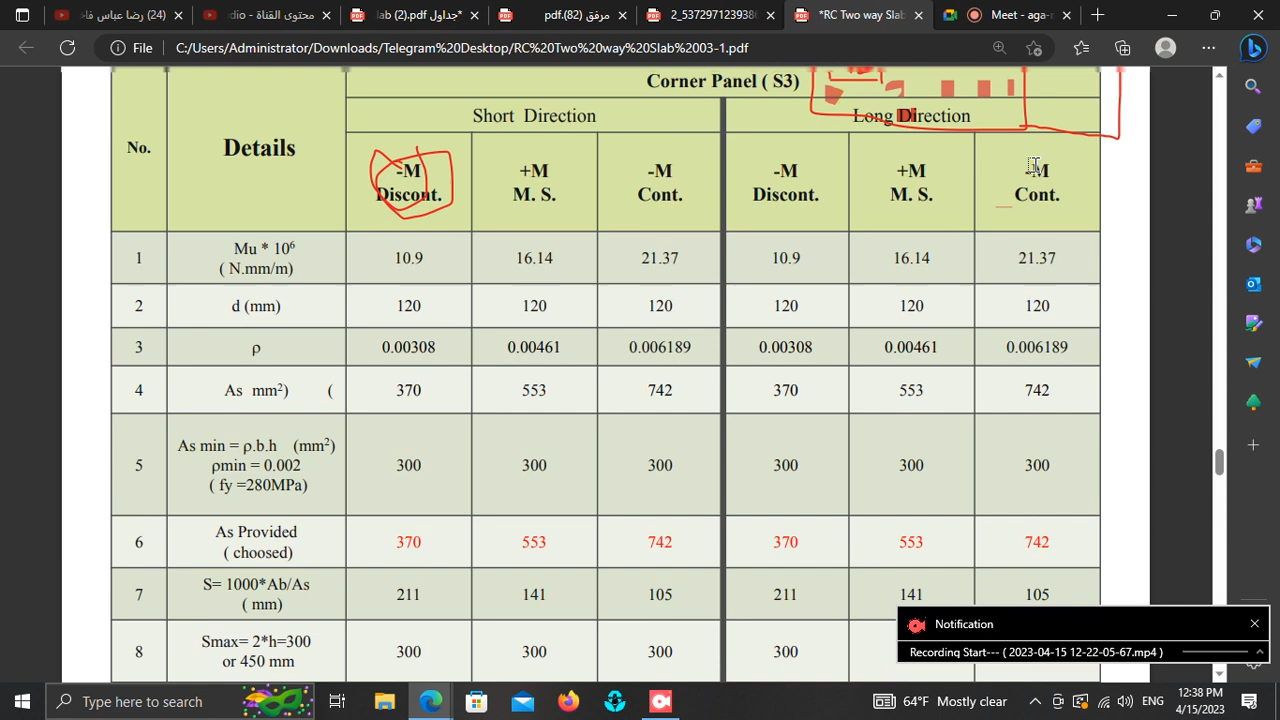 رضا عباس فاخ (24)
محتوى القناة - dio
جداول* lab (2).pdf
مرفق (82).pdf
2_5372971239386
*RC Two way Slab
Meet - aga-
File
C:/Users/Administrator/Downloads/Telegram%20Desktop/RC%20Two%20way%20Slab%2003-1.pdf
No.
Details
Corner Panel ( S3)
Short Direction
Long Direction
-M Discont.
+M M. S.
-M Cont.
-M Discont.
+M M. S.
-M Cont.
1
Mu * 10⁶
( N.mm/m)
10.9 16.14 21.37 10.9 16.14 21.37
2 d (mm) 120 120 120 120 120 120
3 ρ 0.00308 0.00461 0.006189 0.00308 0.00461 0.006189
4 As mm²) ( 370 553 742 370 553 742
5
As min = ρ.b.h (mm²)
ρmin = 0.002
( fy =280MPa)
300 300 300 300 300 300
6
As Provided
( choosed)
370 553 742 370 553 742
7
S= 1000*Ab/As
( mm)
211 141 105 211 141 105
8
Smax= 2*h=300
or 450 mm
300 300 300 300
Notification
Recording Start--- ( 2023-04-15 12-22-05-67.mp4 )
Type here to search
64°F Mostly clear
ENG
12:38 PM
4/15/2023